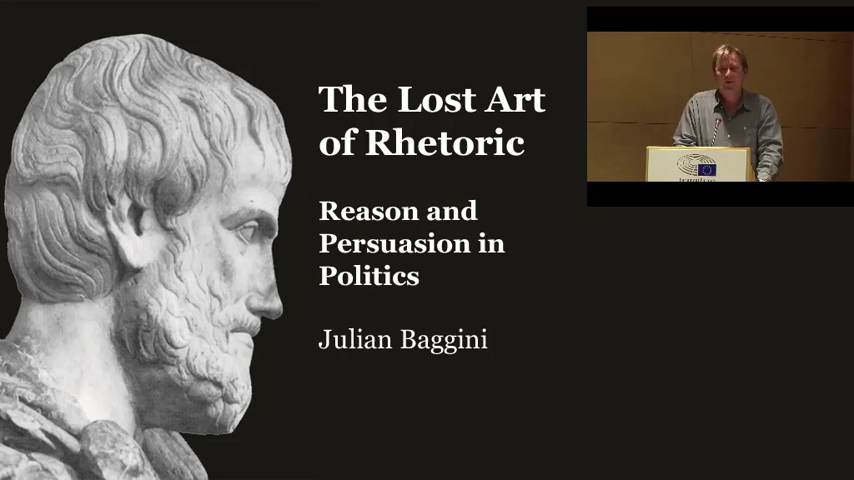 The Lost Art
of Rhetoric
Reason and
Persuasion in
Politics
Julian Baggini